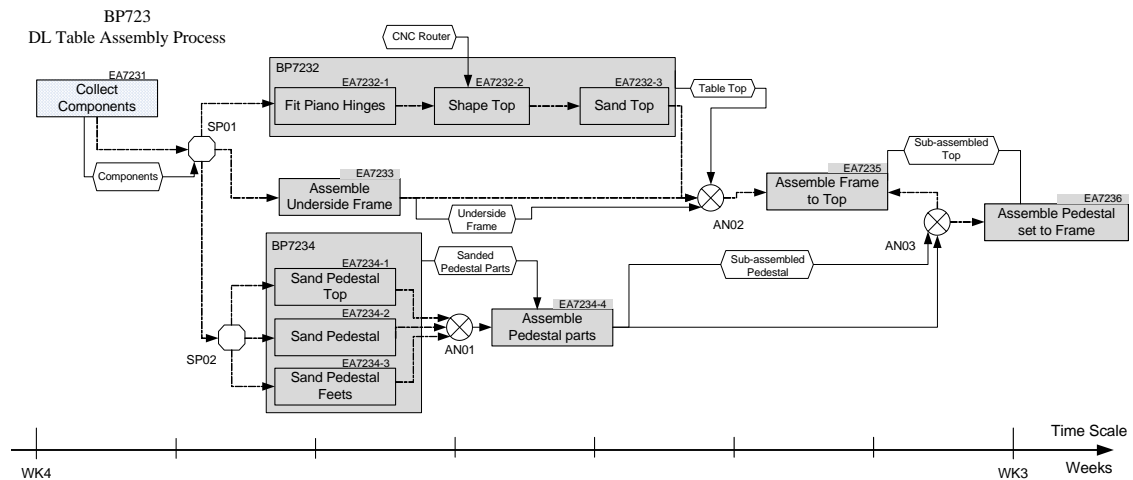 BP723
DL Table Assembly Process
EA7231
Collect
Components
Components
SP01
CNC Router
BP7232
EA7232-1
Fit Piano Hinges
EA7232-2
Shape Top
EA7232-3
Sand Top
Table Top
EA7233
Assemble
Underside Frame
Underside
Frame
AN02
EA7235
Assemble Frame
to Top
Sub-assembled
Top
EA7236
Assemble Pedestal
set to Frame
AN03
BP7234
EA7234-1
Sand Pedestal
Top
EA7234-2
Sand Pedestal
EA7234-3
Sand Pedestal
Feets
SP02
Sanded
Pedestal Parts
AN01
EA7234-4
Assemble
Pedestal parts
Sub-assembled
Pedestal
Time Scale
Weeks
WK4
WK3